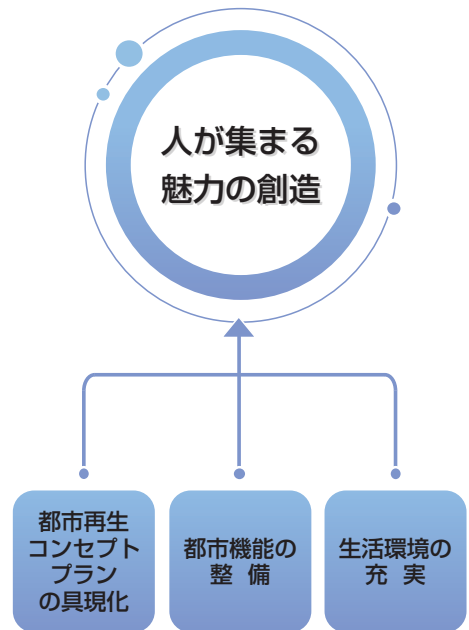 人が集まる
魅力の創造
都市再生
コンセプト
プラン
の具現化
都市機能の
整 備
生活環境の
充 実